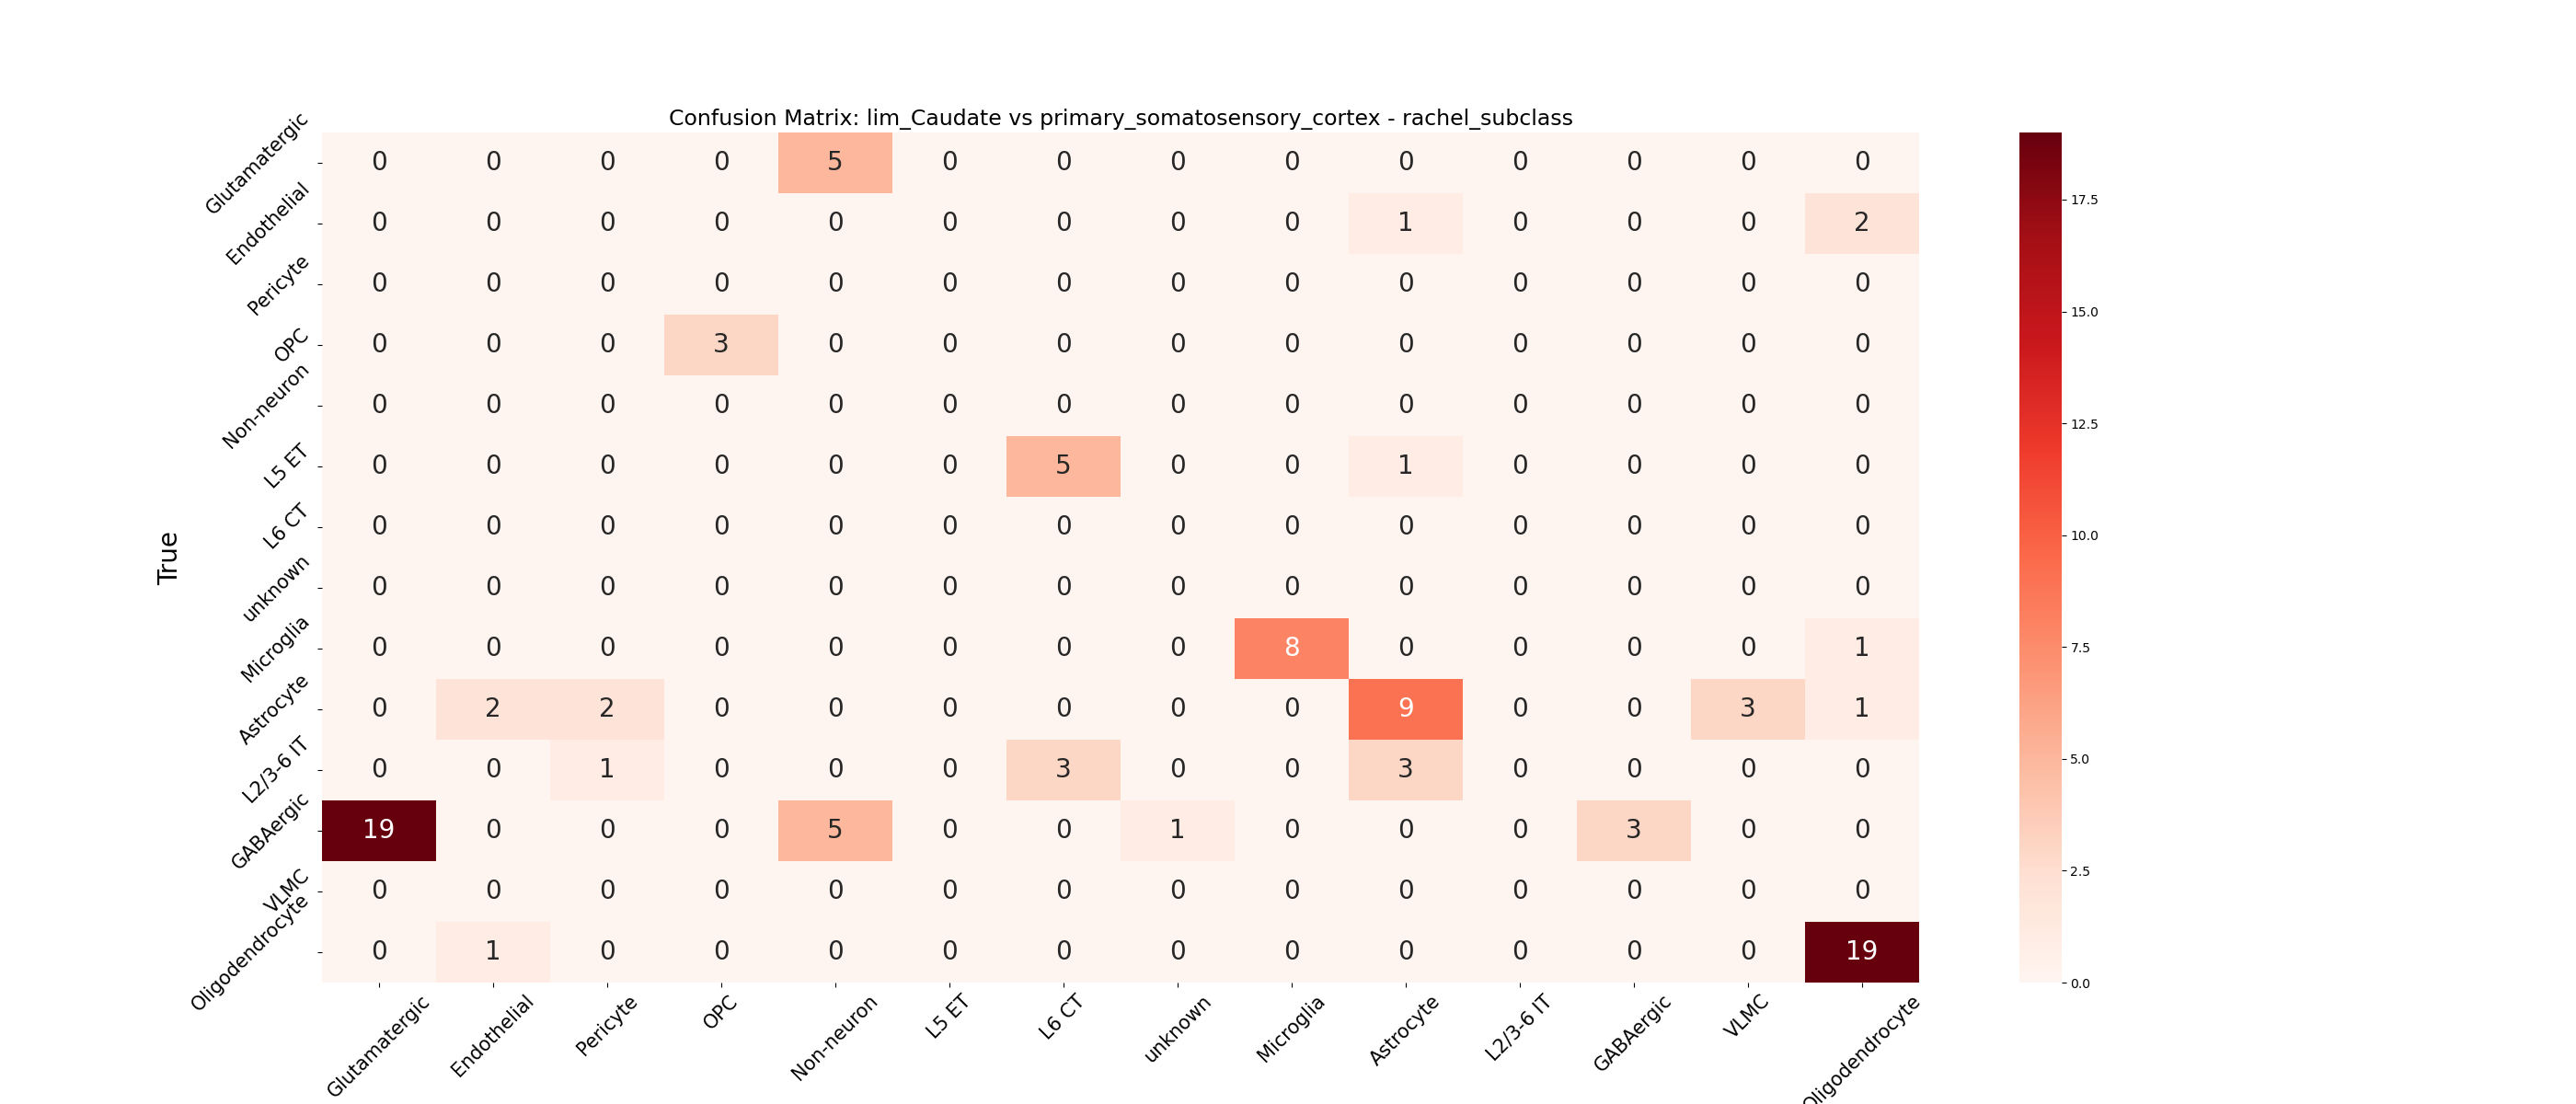 Confusion Matrix: lim_Caudate vs primary_somatosensory_cortex - rachel_subclass
Glutamatergic 0 0 0 0 5 0 0 0 0 0 0 0 0 0
Endothelial 0 0 0 0 0 0 0 0 0 1 0 0 0 2
Pericyte 0 0 0 0 0 0 0 0 0 0 0 0 0 0
OPC 0 0 0 3 0 0 0 0 0 0 0 0 0 0
Non-neuron 0 0 0 0 0 0 0 0 0 0 0 0 0 0
L5 ET 0 0 0 0 0 0 5 0 0 1 0 0 0 0
L6 CT 0 0 0 0 0 0 0 0 0 0 0 0 0 0
unknown 0 0 0 0 0 0 0 0 0 0 0 0 0 0
Microglia 0 0 0 0 0 0 0 0 8 0 0 0 0 1
Astrocyte 0 2 2 0 0 0 0 0 0 9 0 0 3 1
L2/3-6 IT 0 0 1 0 0 0 3 0 0 3 0 0 0 0
GABAergic 19 0 0 0 5 0 0 1 0 0 0 3 0 0
VLMC 0 0 0 0 0 0 0 0 0 0 0 0 0 0
Oligodendrocyte 0 1 0 0 0 0 0 0 0 0 0 0 0 19
True
Glutamatergic Endothelial Pericyte OPC Non-neuron L5 ET L6 CT unknown Microglia Astrocyte L2/3-6 IT GABAergic VLMC Oligodendrocyte
17.5
15.0
12.5
10.0
7.5
5.0
2.5
0.0